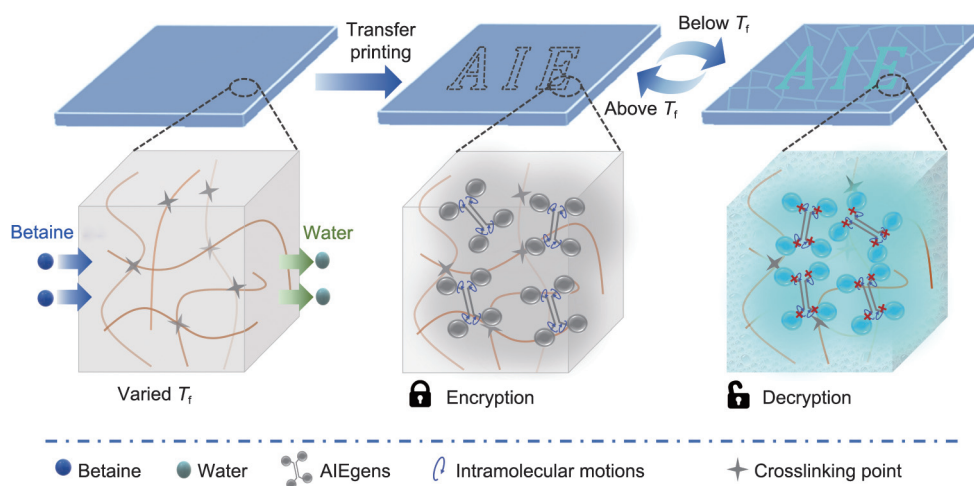 Transfer
printing
AIE
Below Tf
Above Tf
AIE
Betaine
Water
Varied Tf
Encryption
Decryption
Betaine
Water
AIEgens
Intramolecular motions
Crosslinking point